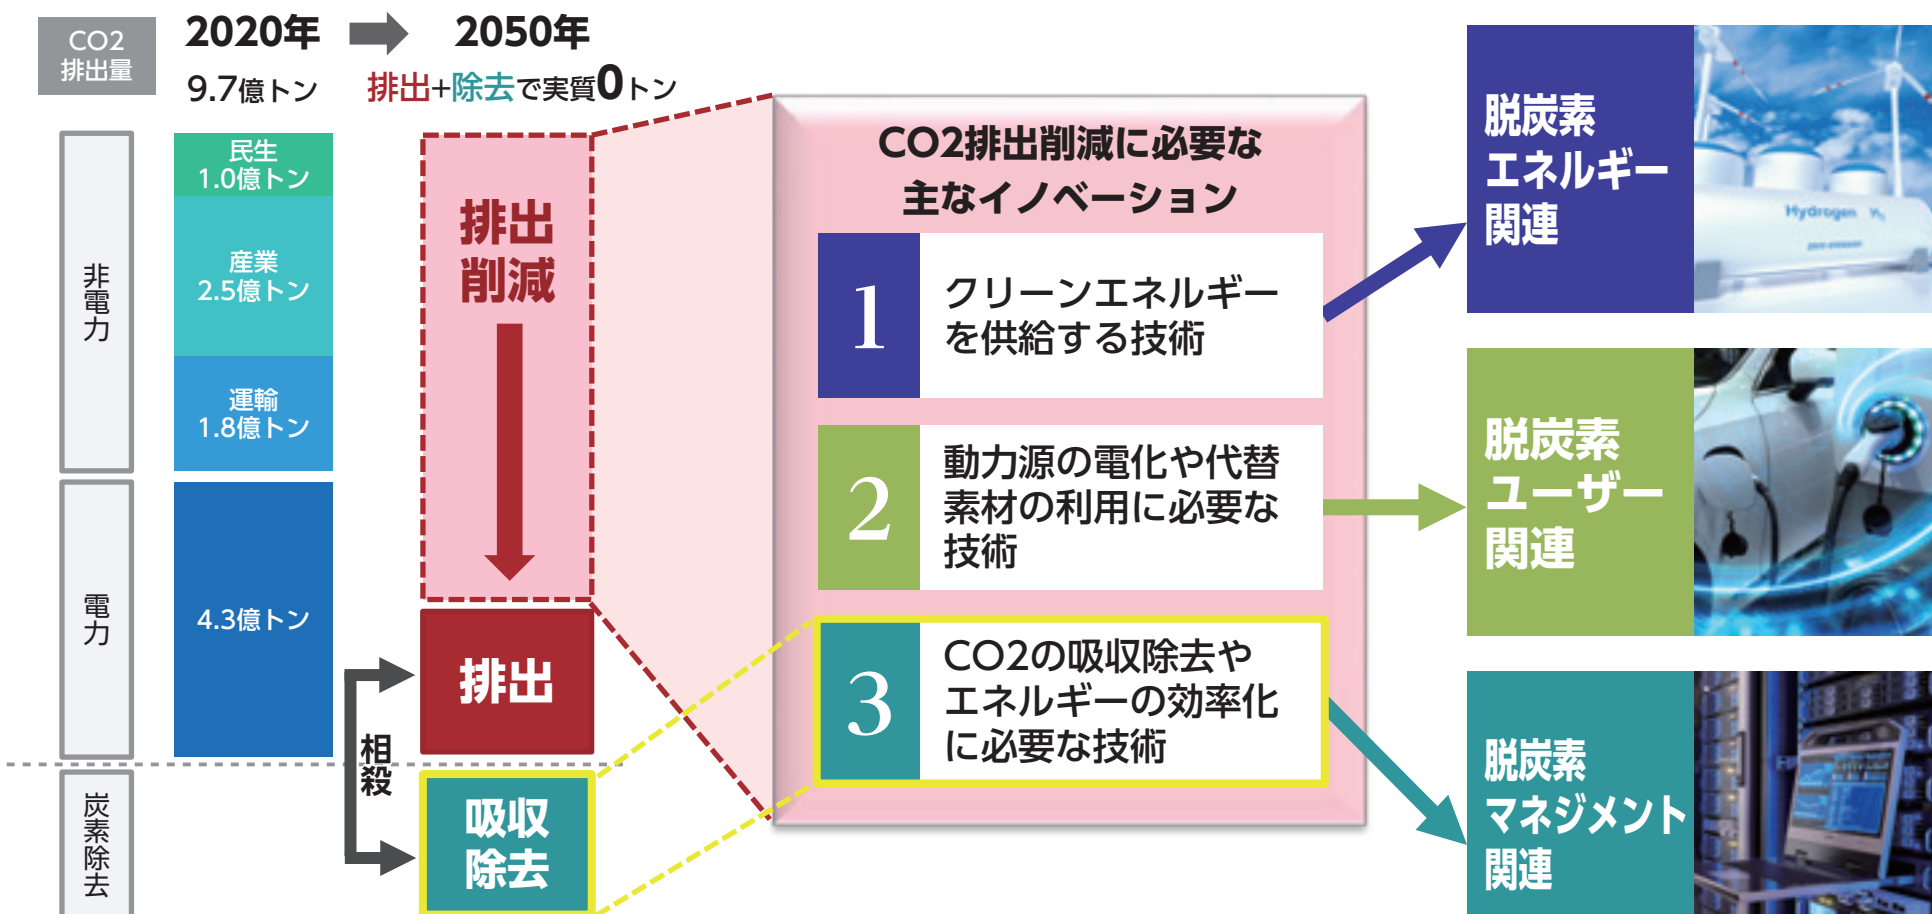 CO2
排出量
2020年
2050年
9.7億トン
排出+除去で実質0トン
非電力
電力
炭素除去
民生
1.0億トン
産業
2.5億トン
運輸
1.8億トン
4.3億トン
相殺
排出
削減
排出
吸収
除去
CO2排出削減に必要な
主なイノベーション
1
クリーンエネルギー
を供給する技術
2
動力源の電化や代替
素材の利用に必要な
技術
3
CO2の吸収除去や
エネルギーの効率化
に必要な技術
脱炭素
エネルギー
関連
Hydrogen H₂
zero emission
脱炭素
ユーザー
関連
脱炭素
マネジメント
関連